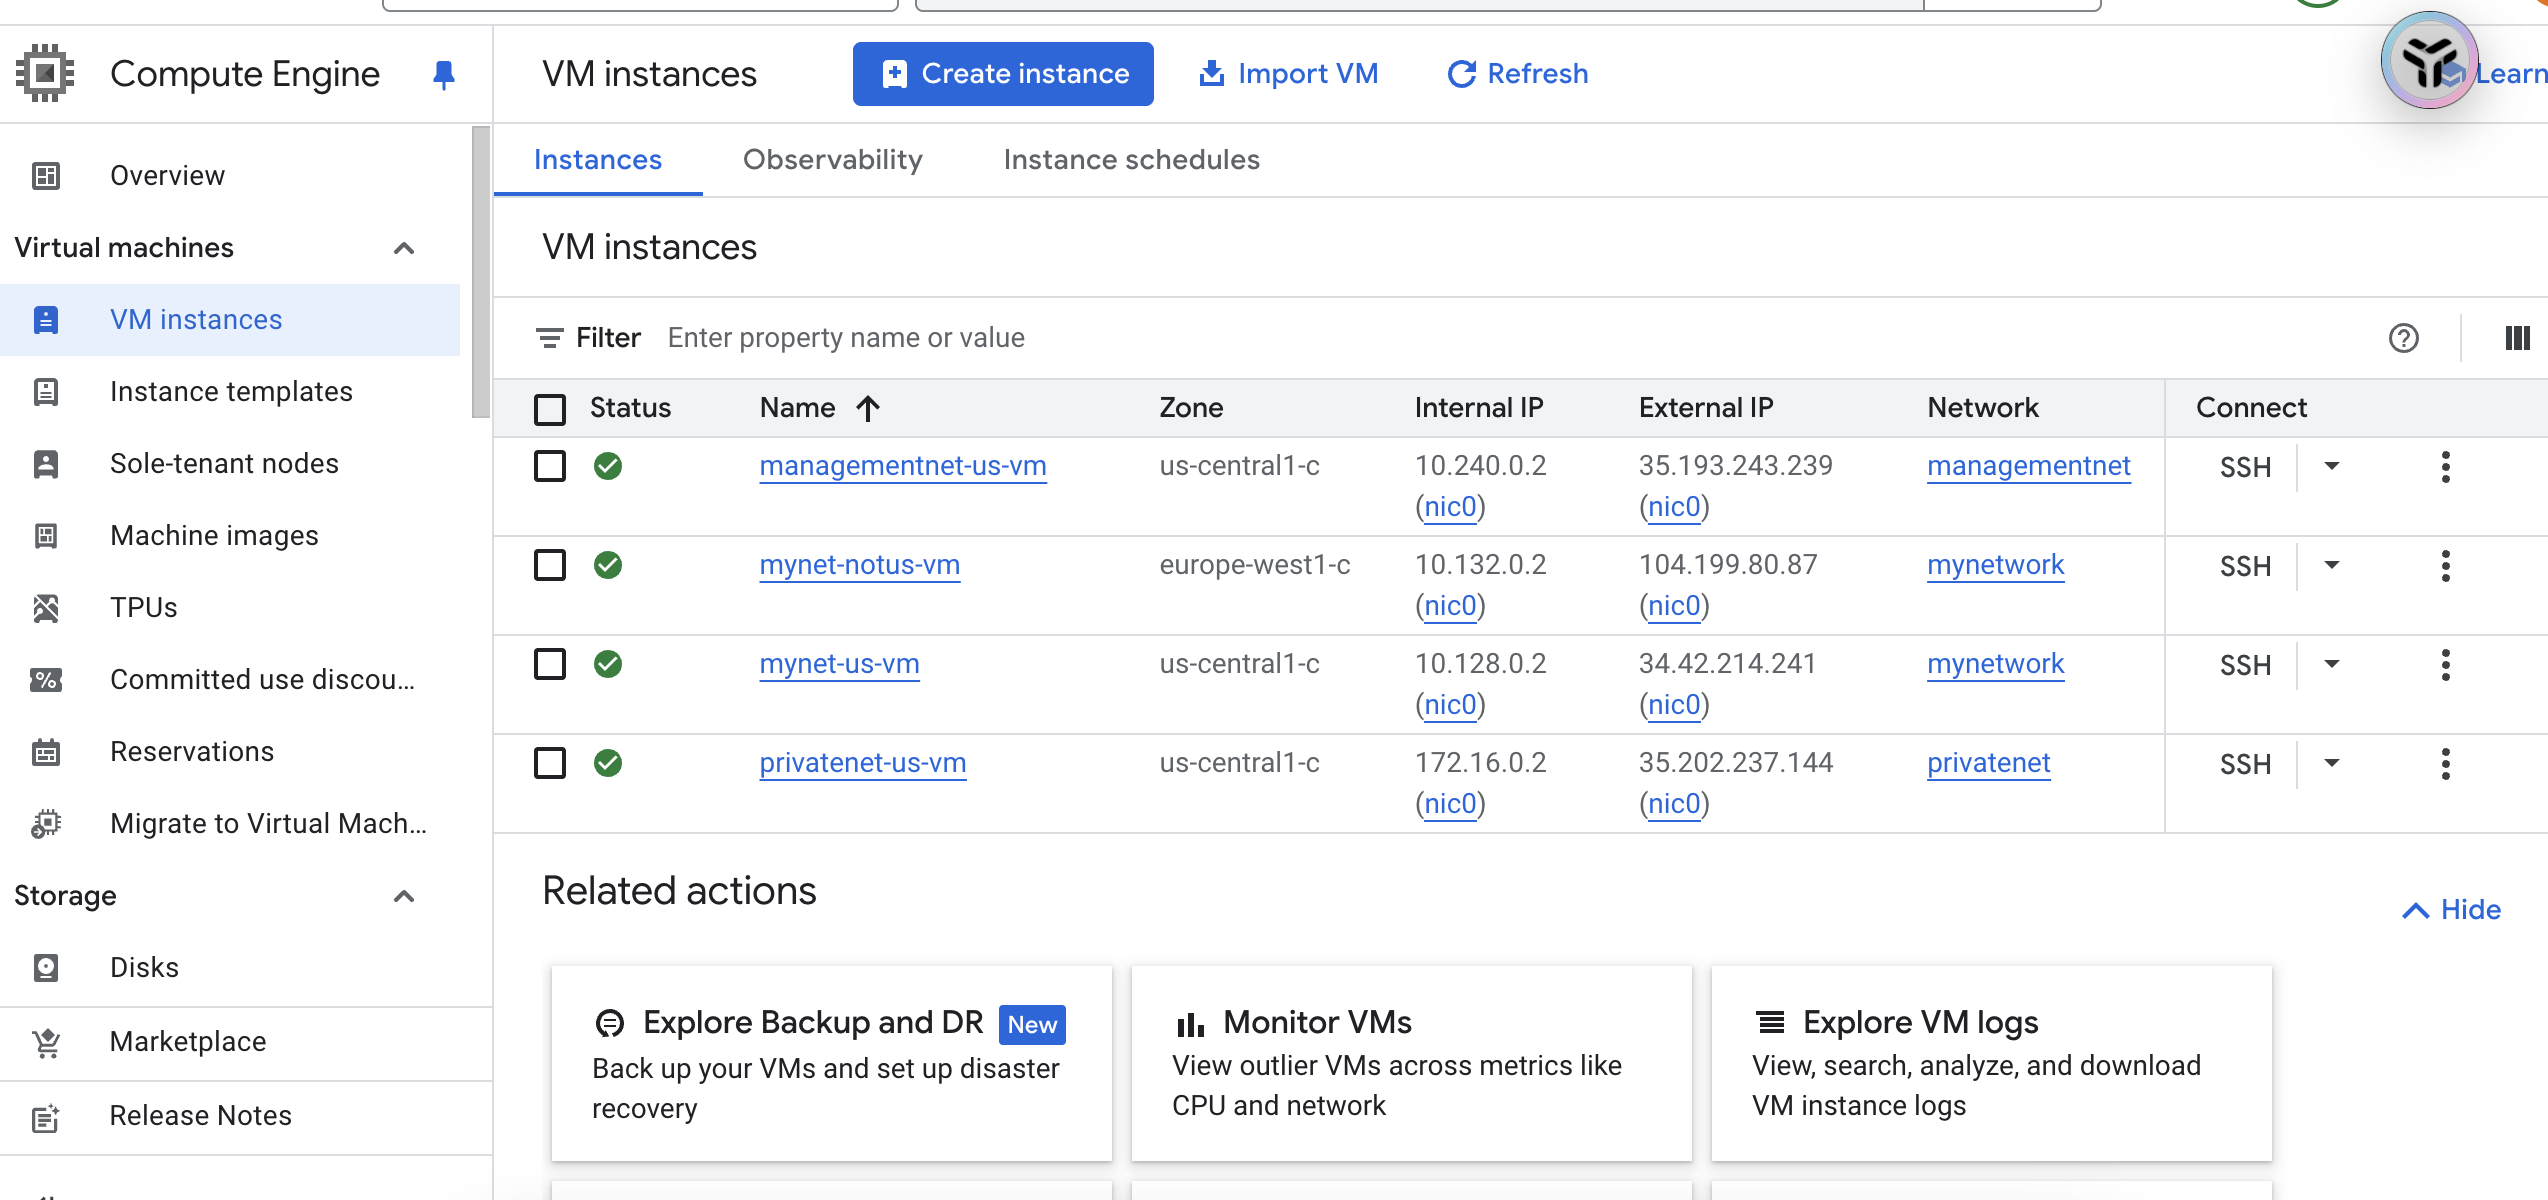 Compute Engine
VM instances
Create instance
Import VM
Refresh
Learn
Overview
Virtual machines
VM instances
Instance templates
Sole-tenant nodes
Machine images
TPUs
Committed use discou...
Reservations
Migrate to Virtual Mach...
Storage
Disks
Marketplace
Release Notes
Instances Observability Instance schedules
VM instances
Filter Enter property name or value
Status Name Zone Internal IP External IP Network Connect
managementnet-us-vm us-central1-c 10.240.0.2 35.193.243.239 managementnet SSH
(nic0) (nic0)
mynet-notus-vm europe-west1-c 10.132.0.2 104.199.80.87 mynetwork SSH
(nic0) (nic0)
mynet-us-vm us-central1-c 10.128.0.2 34.42.214.241 mynetwork SSH
(nic0) (nic0)
privatenet-us-vm us-central1-c 172.16.0.2 35.202.237.144 privatenet SSH
(nic0) (nic0)
Related actions
Hide
Explore Backup and DR New
Back up your VMs and set up disaster
recovery
Monitor VMs
View outlier VMs across metrics like
CPU and network
Explore VM logs
View, search, analyze, and download
VM instance logs